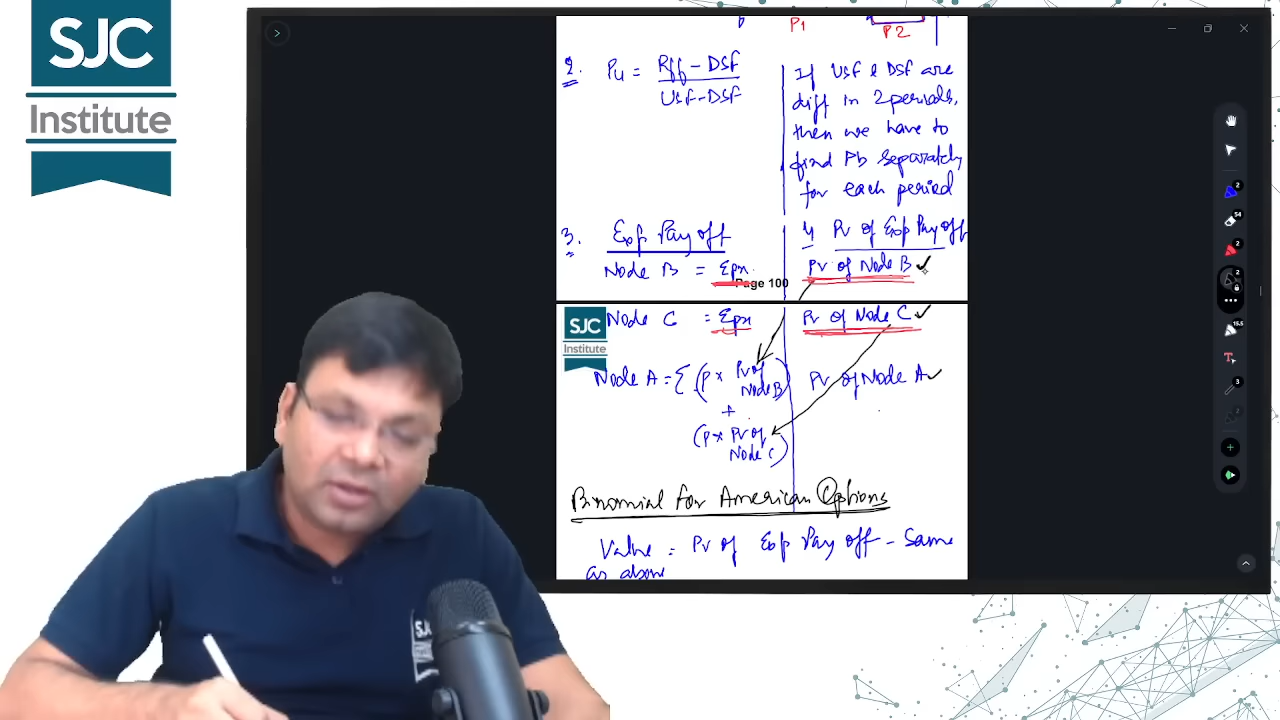 SJC
Institute
P1
P2
2. Pu = Rff - DSF
USF - DSF
If USF & DSF are
diff in 2 periods,
then we have to
find Pb separately
for each period
3. Exp Pay off
Node B = Σpx
4 Pv of Exp Pay off
Pv of Node B ✓
Page 100
SJC
Institute
Node C = Σpx
Pv of Node C ✓
Node A = Σ (p x Pv of Node B)
+
(p x Pv of Node C)
Pv of Node A ✓
Binomial for American Options
Value = Pv of Exp Pay off - Same
as above